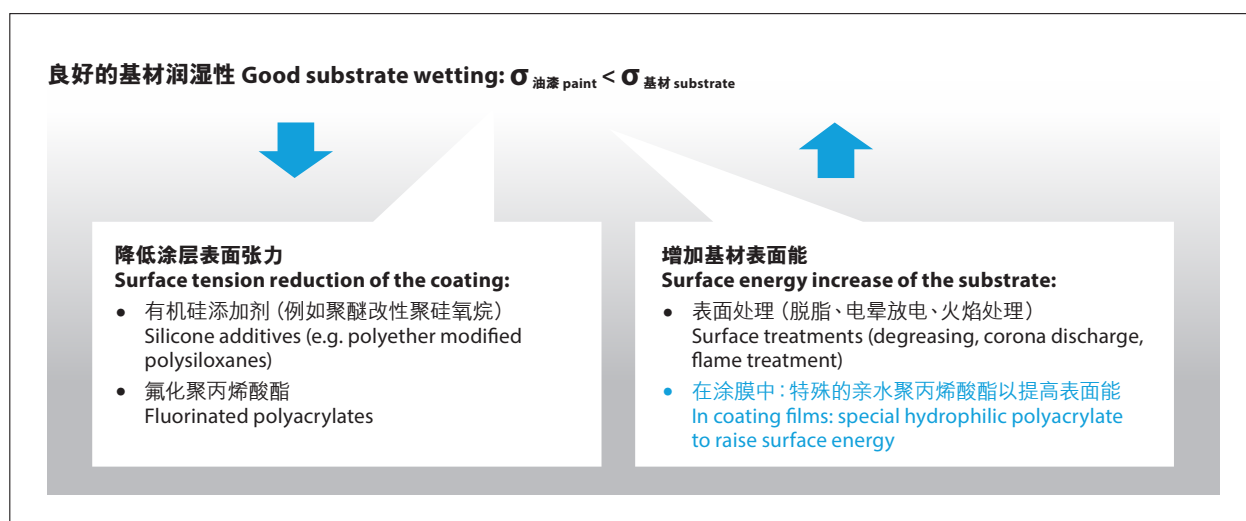 良好的基材润湿性 Good substrate wetting: σ 油漆 paint < σ 基材 substrate
降低涂层表面张力
Surface tension reduction of the coating:
• 有机硅添加剂（例如聚醚改性聚硅氧烷）
Silicone additives (e.g. polyether modified
polysiloxanes)
• 氟化聚丙烯酸酯
Fluorinated polyacrylates
增加基材表面能
Surface energy increase of the substrate:
• 表面处理（脱脂、电晕放电、火焰处理）
Surface treatments (degreasing, corona discharge,
flame treatment)
• 在涂膜中：特殊的亲水聚丙烯酸酯以提高表面能
In coating films: special hydrophilic polyacrylate
to raise surface energy